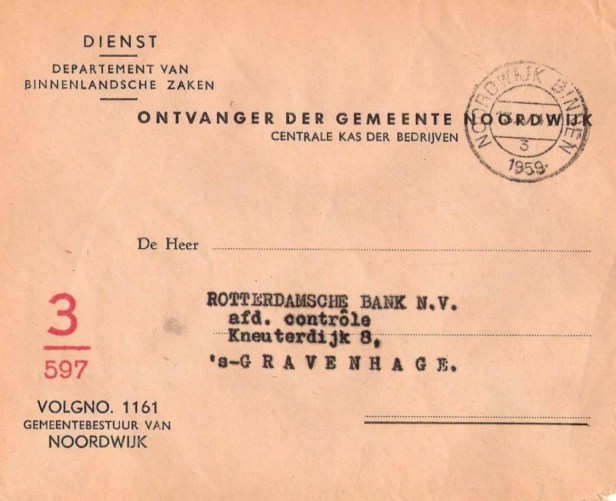 DIENST
DEPARTEMENT VAN
BINNENLANDSCHE ZAKEN
ONTVANGER DER GEMEENTE NOORDWIJK
CENTRALE KAS DER BEDRIJVEN
NOORDWIJK BINNEN
3
1959
De Heer
ROTTERDAMSCHE BANK N.V.
afd. contrôle
Kneuterdijk 8,
's-GRAVENHAGE.
3
597
VOLGNO. 1161
GEMEENTEBESTUUR VAN
NOORDWIJK